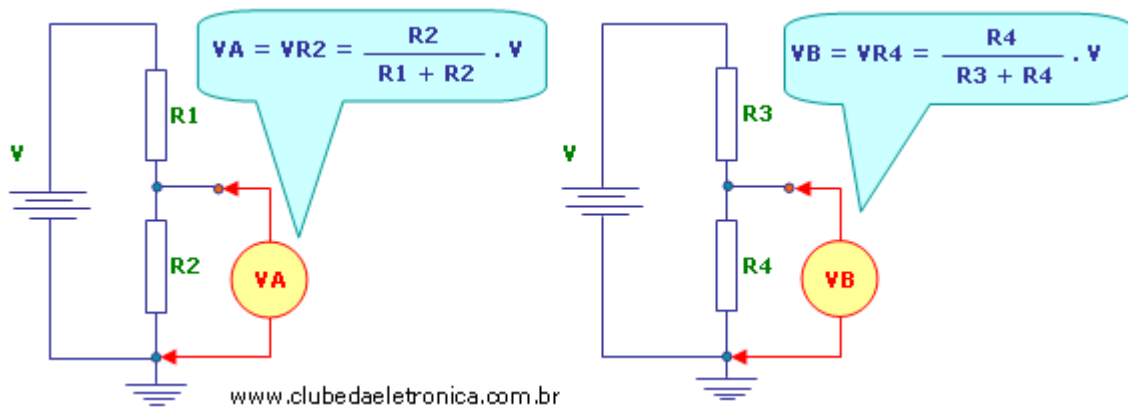 VA = VR2 = R2 / R1 + R2 . V
R1
V
R2
VA
VB = VR4 = R4 / R3 + R4 . V
R3
V
R4
VB
www.clubedaeletronica.com.br